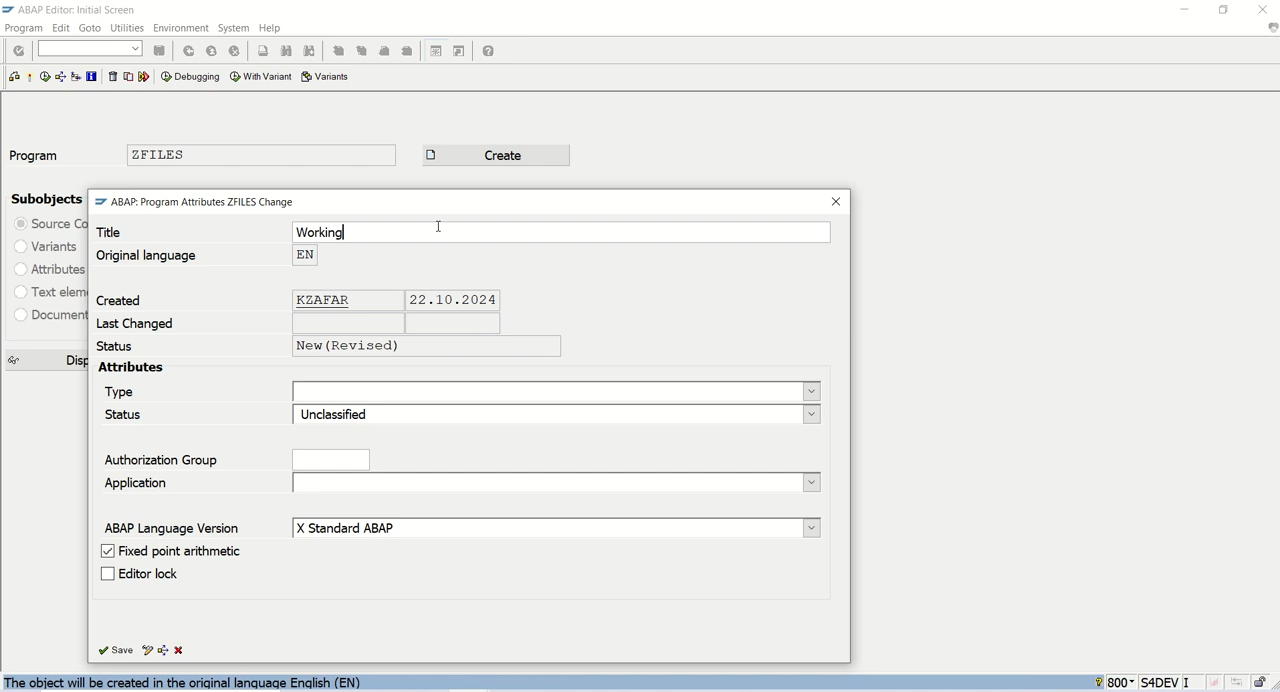 ABAP Editor: Initial Screen
Program Edit Goto Utilities Environment System Help
Debugging With Variant Variants
Program ZFILES Create
Subobjects
Source Co
Variants
Attributes
Text elem
Document
Disp
ABAP: Program Attributes ZFILES Change
Title Working
Original language EN
Created KZAFAR 22.10.2024
Last Changed
Status New(Revised)
Attributes
Type
Status Unclassified
Authorization Group
Application
ABAP Language Version X Standard ABAP
Fixed point arithmetic
Editor lock
Save
The object will be created in the original language English (EN) 800 S4DEV I